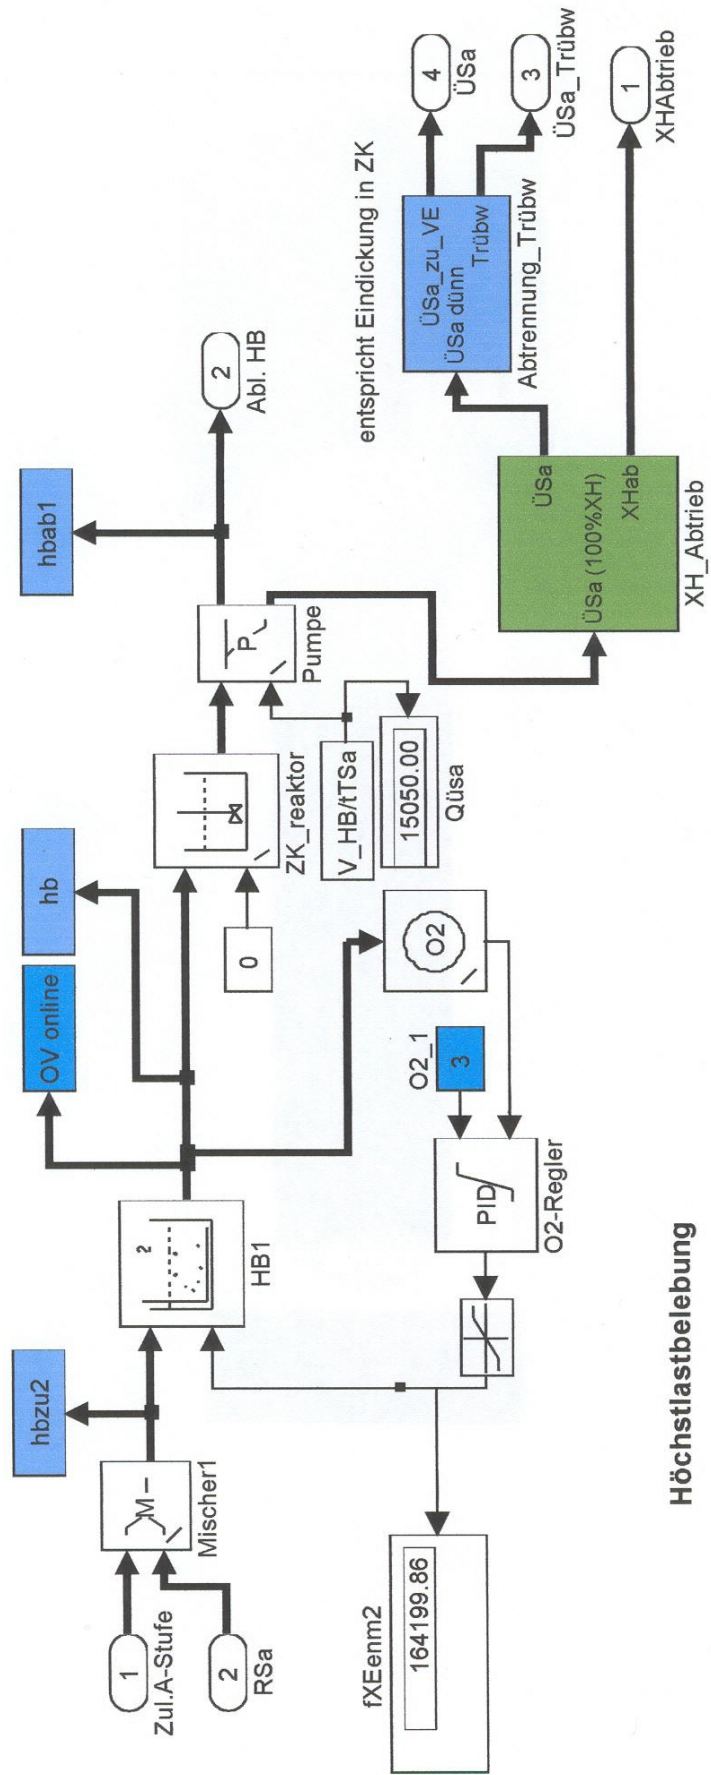 hbzu2
OV online
hb
hbab1
1
Zul.A-Stufe
2
RSa
M
Mischer1
?
HB1
0
ZK_reaktor
P
Pumpe
2
Abl. HB
V_HB/tTSa
15050.00
Qüsa
O2
O2_1
3
PID
O2-Regler
fXEenm2
164199.86
entspricht Eindickung in ZK
ÜSa_zu_VE
ÜSa dünn
Trübw
Abtrennung_Trübw
4
ÜSa
3
ÜSa_Trübw
ÜSa
ÜSa (100%XH)
XHab
XH_Abtrieb
1
XHAbtrieb
Höchstlastbelebung